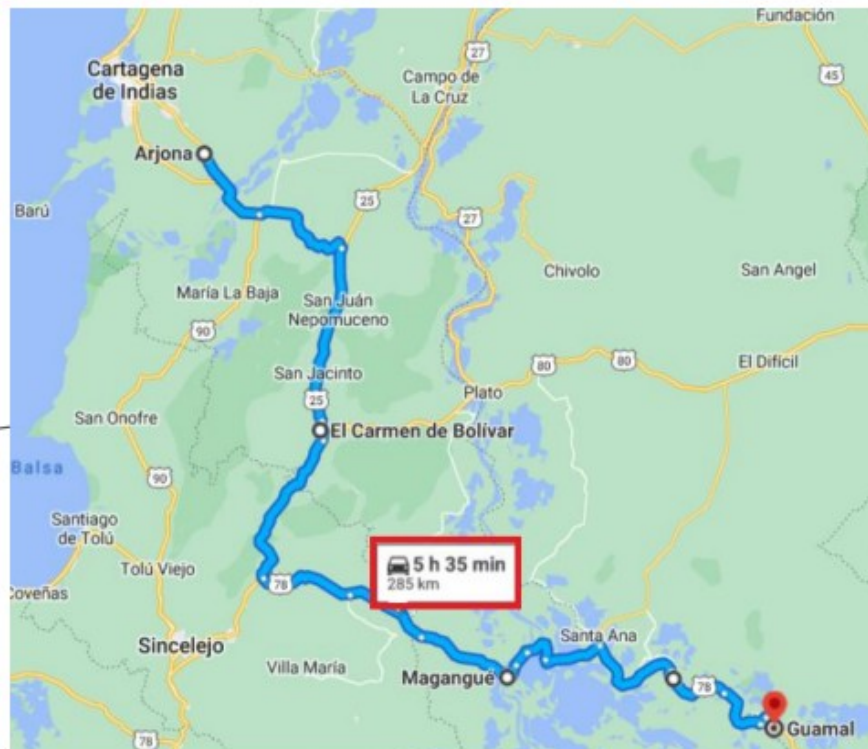 Fundación
27
45
Cartagena
de Indias
Campo de
La Cruz
Arjona
25
Barú
27
Chivolo
San Angel
María La Baja
San Juán
Nepomuceno
90
80
80
El Difícil
San Jacinto
Plato
25
San Onofre
El Carmen de Bolívar
Balsa
90
Santiago
de Tolú
5 h 35 min
285 km
Tolú Viejo
78
Coveñas
Sincelejo
Santa Ana
Villa María
Magangué
78
Guamal
78